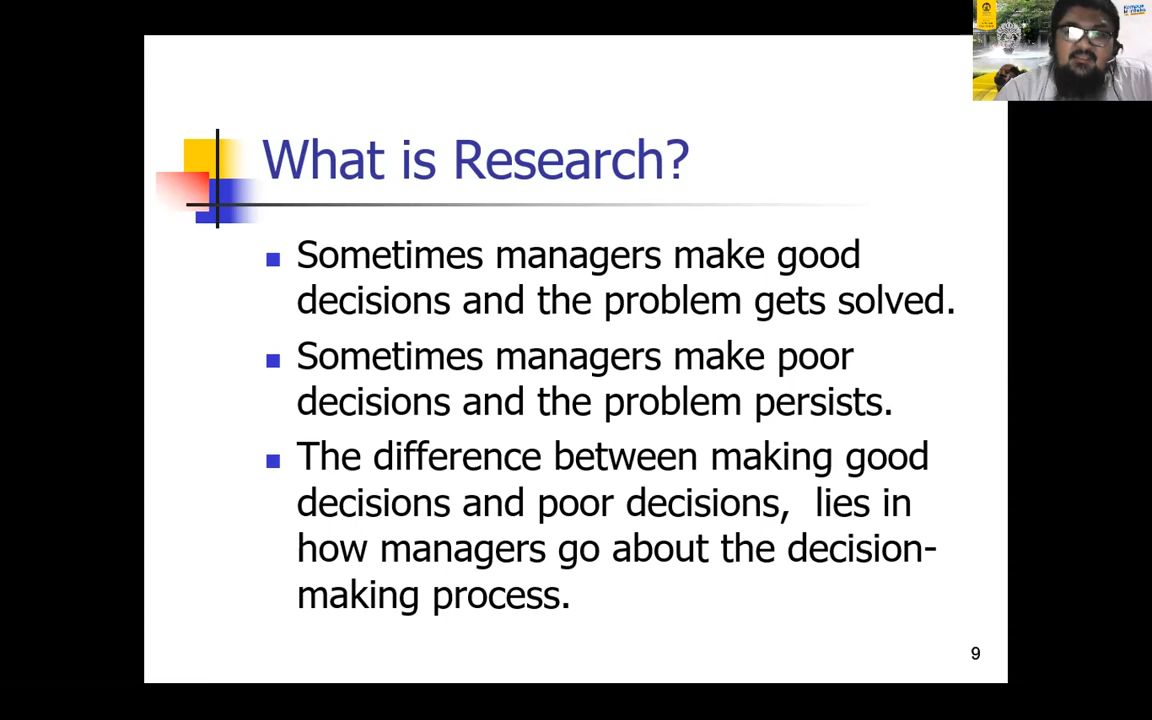 What is Research?
Sometimes managers make good
decisions and the problem gets solved.
Sometimes managers make poor
decisions and the problem persists.
The difference between making good
decisions and poor decisions, lies in
how managers go about the decision-
making process.
9